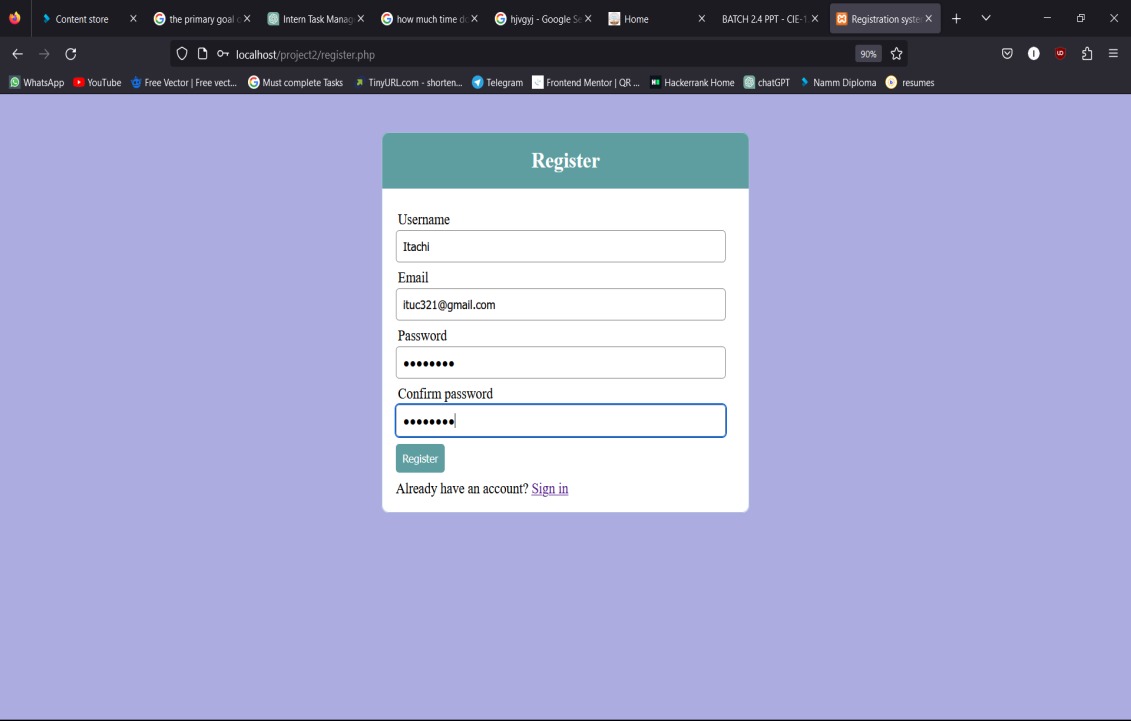 Content store
the primary goal o
Intern Task Manag
how much time do
hjvgyj - Google Se
Home
BATCH 2.4 PPT - CIE-1
Registration syste
localhost/project2/register.php
90%
WhatsApp YouTube Free Vector | Free vect... Must complete Tasks TinyURL.com - shorten... Telegram Frontend Mentor | QR ... Hackerrank Home chatGPT Namm Diploma resumes
Register
Username
Itachi
Email
ituc321@gmail.com
Password
Confirm password
Register
Already have an account? Sign in